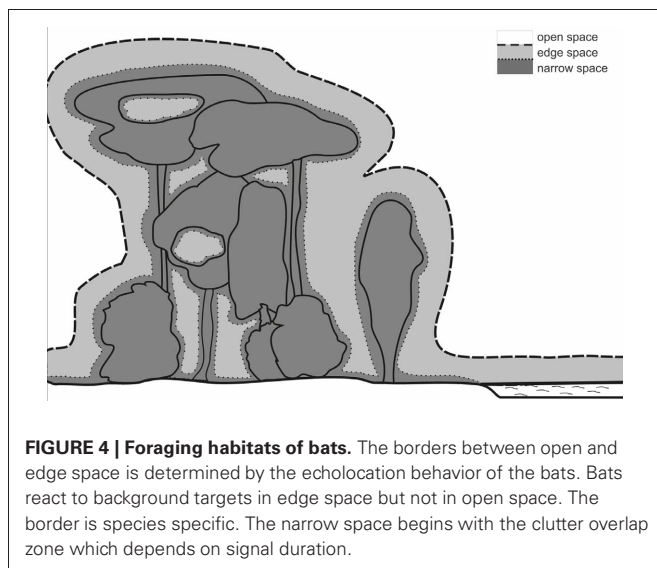 open space
edge space
narrow space
FIGURE 4 | Foraging habitats of bats. The borders between open and
edge space is determined by the echolocation behavior of the bats. Bats
react to background targets in edge space but not in open space. The
border is species specific. The narrow space begins with the clutter overlap
zone which depends on signal duration.